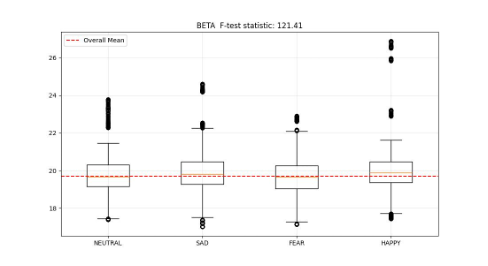 BETA F-test statistic: 121.41
Overall Mean
26
24
22
20
18
NEUTRAL SAD FEAR HAPPY